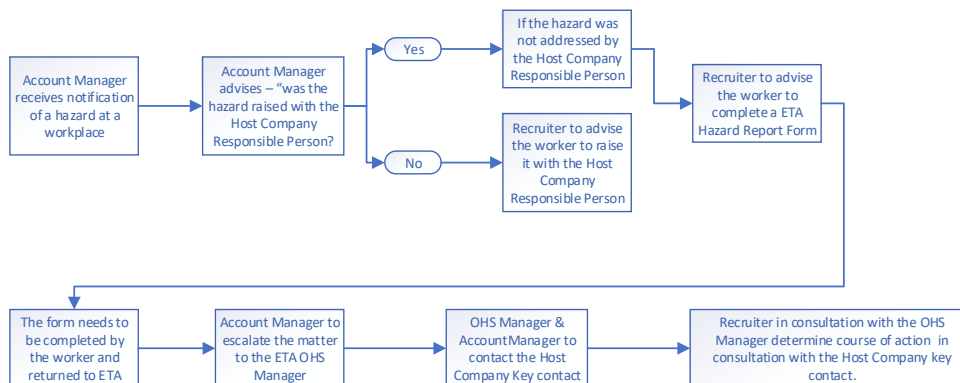 Account Manager
receives notification
of a hazard at a
workplace
Account Manager
advises – “was the
hazard raised with the
Host Company
Responsible Person?
Yes
No
If the hazard was
not addressed by
the Host Company
Responsible Person
Recruiter to advise
the worker to raise
it with the Host
Company
Responsible Person
Recruiter to advise
the worker to
complete a ETA
Hazard Report Form
The form needs to
be completed by
the worker and
returned to ETA
Account Manager to
escalate the matter
to the ETA OHS
Manager
OHS Manager &
AccountManager to
contact the Host
Company Key contact
Recruiter in consultation with the OHS
Manager determine course of action in
consultation with the Host Company key
contact.